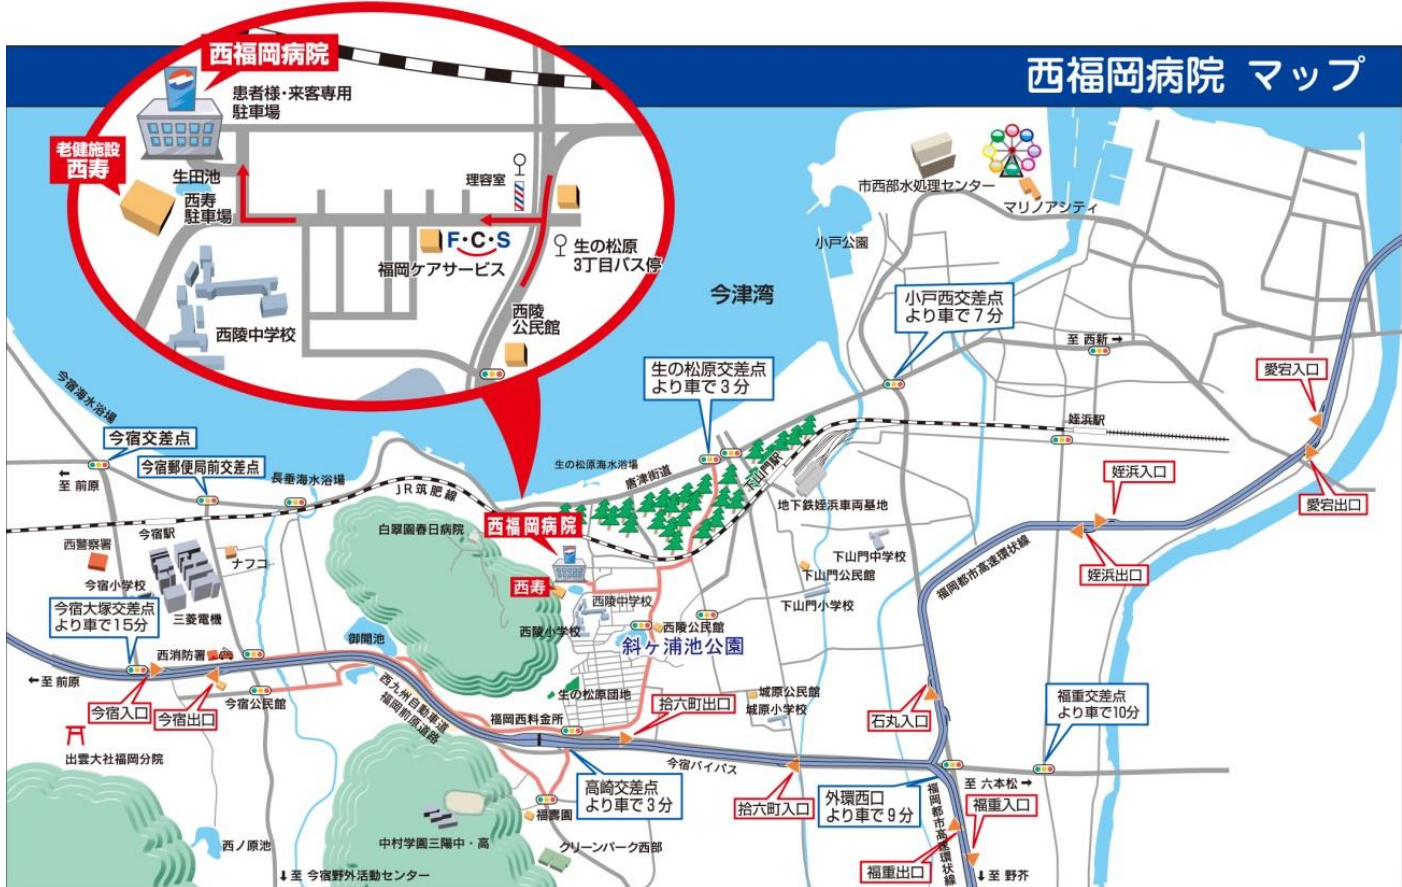 西福岡病院 マップ
西福岡病院
患者様・来客専用
駐車場
老健施設
西寿
生田池
西寿
駐車場
理容室
F・C・S
福岡ケアサービス
生の松原
3丁目バス停
西陵中学校
西陵
公民館
市西部水処理センター
マリノアシティ
小戸公園
今津湾
小戸西交差点
より車で7分
至 西新→
生の松原交差点
より車で3分
愛宕入口
今宿海水浴場
今宿交差点
←
至 前原
今宿郵便局前交差点
長垂海水浴場
JR筑肥線
生の松原海水浴場
唐津街道
下山門駅
姪浜駅
姪浜入口
愛宕出口
地下鉄姪浜車両基地
西福岡病院
白翠園春日病院
今宿駅
西警察署
ナフコ
今宿小学校
三菱電機
下山門中学校
下山門公民館
下山門小学校
福岡都市高速環状線
姪浜出口
西寿
西陵中学校
西陵小学校
西陵公民館
斜ヶ浦池公園
今宿大塚交差点
より車で15分
御開池
西消防署
←至 前原
今宿入口
今宿出口
今宿公民館
西九州自動車道
福岡前原道路
生の松原団地
福岡西料金所
拾六町出口
城原公民館
城原小学校
石丸入口
福重交差点
より車で10分
出雲大社福岡分院
今宿バイパス
高崎交差点
より車で3分
拾六町入口
外環西口
より車で9分
至 六本松→
福重入口
福岡都市高速環状線
福重出口
福壽園
中村学園三陽中・高
クリーンパーク西部
西ノ原池
↓至 今宿野外活動センター
↓至 野芥